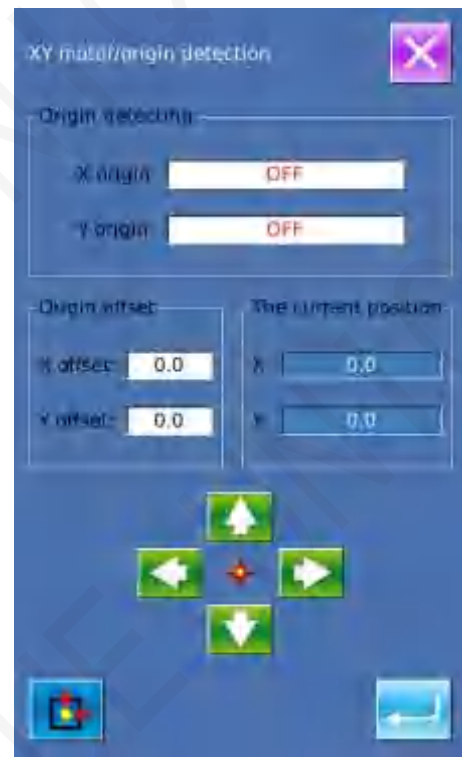 XY motor/origin detection
Origin detecting
X origin OFF
Y origin OFF
Origin offset
X offset: 0.0
Y offset: 0.0
The current position
X 0.0
Y 0.0